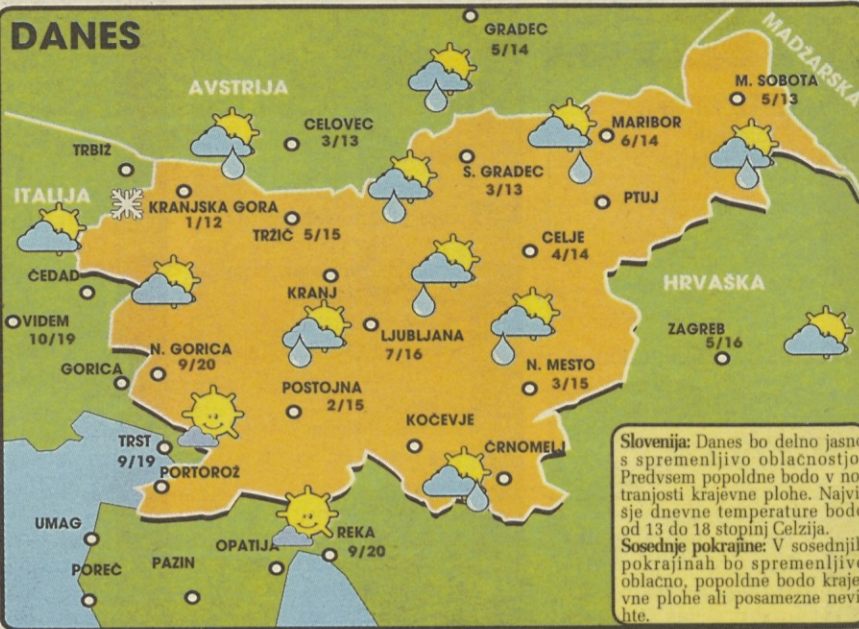 DANES
GRADEC
5/14
MADŽARSKA
AVSTRIJA
M. SOBOTA
5/13
CELOVEC
3/13
MARIBOR
6/14
TRBIŽ
S. GRADEC
3/13
ITALIJA
KRANJSKA GORA
1/12
TRŽIČ 5/15
PTUJ
CELJE
4/14
ČEDAD
KRANJ
HRVAŠKA
VIDEM
10/19
LJUBLJANA
7/16
ZAGREB
5/16
N. GORICA
9/20
GORICA
N. MESTO
3/15
POSTOJNA
2/15
KOČEVJE
TRST
9/19
ČRNOMELJ
PORTOROŽ
UMAG
OPATIJA
REKA
9/20
POREČ
PAZIN
Slovenija: Danes bo delno jasno
s spremenljivo oblačnostjo
Predvsem popoldne bodo v no
tranjosti krajevne plohe. Najvi
sje dnevne temperature bodo
od 13 do 18 stopinj Celzija.
Sosednje pokrajine: V sosednjih
pokrajinah bo spremenljivo
oblačno, popoldne bodo kraje
vne plohe ali posamezne nevi
hte.